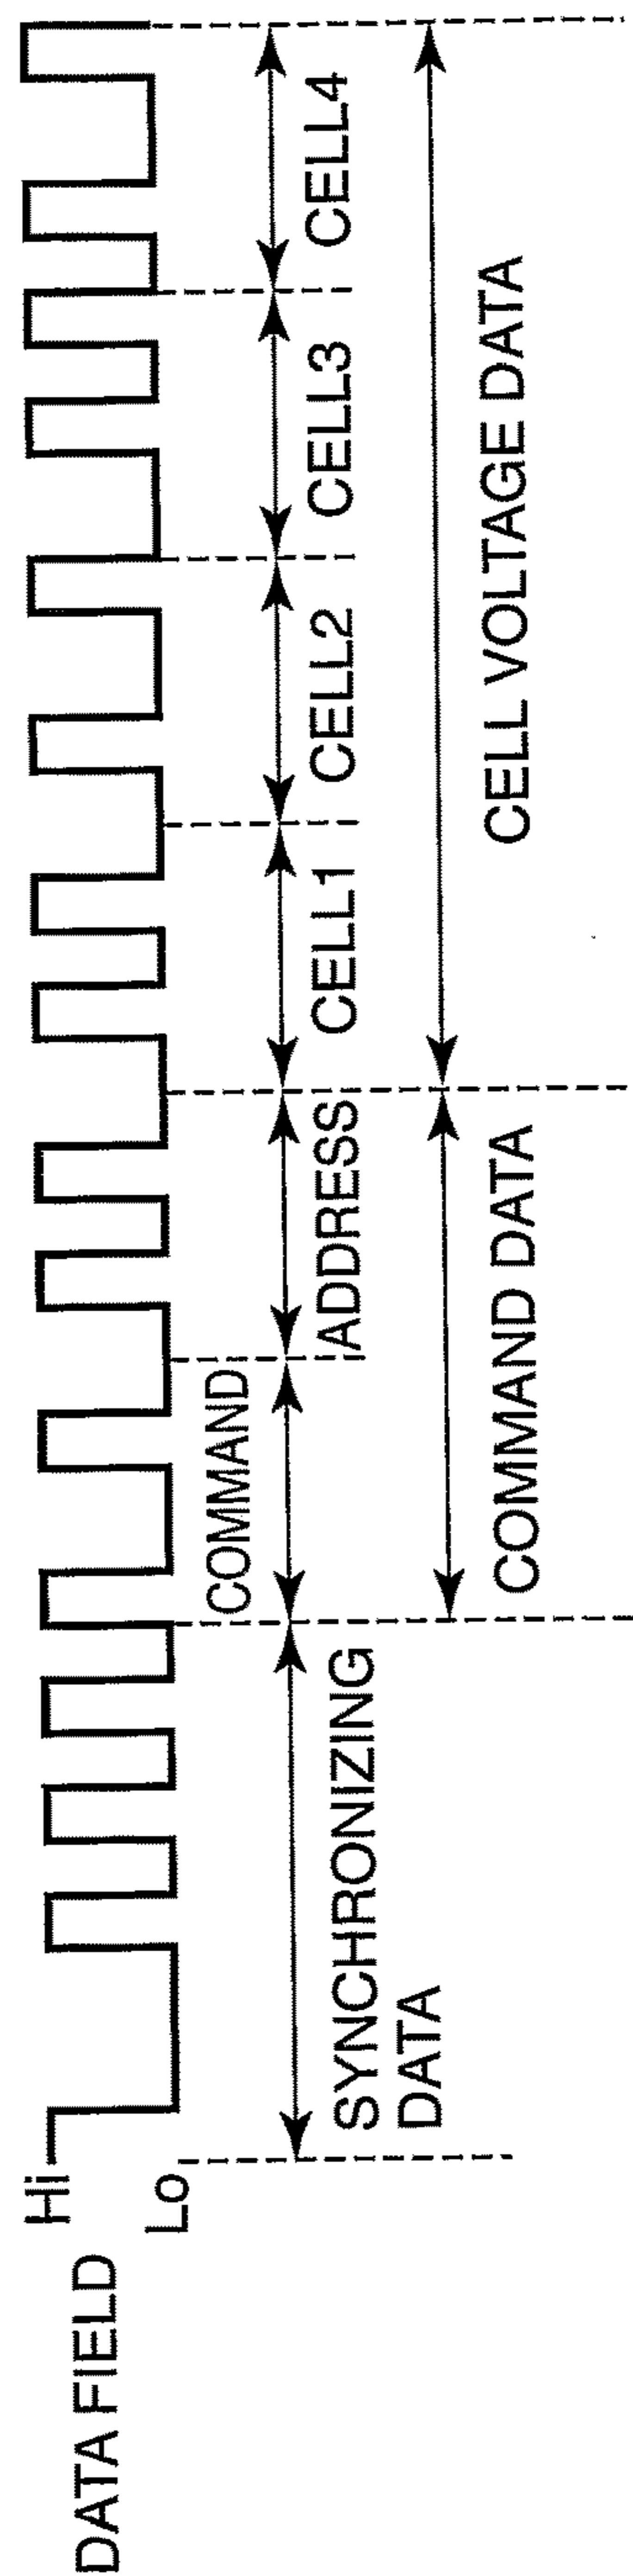 DATA FIELD
Hi
Lo
SYNCHRONIZING
DATA
COMMAND
ADDRESS
CELL1
CELL2
CELL3
CELL4
COMMAND DATA
CELL VOLTAGE DATA